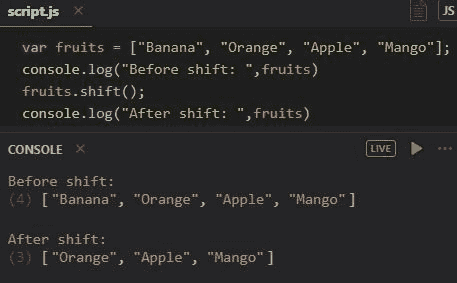 script.js ×
JS
var fruits = ["Banana", "Orange", "Apple", "Mango"];
console.log("Before shift: ",fruits)
fruits.shift();
console.log("After shift: ",fruits)
CONSOLE ×
LIVE
Before shift:
(4) ["Banana", "Orange", "Apple", "Mango"]
After shift:
(3) ["Orange", "Apple", "Mango"]